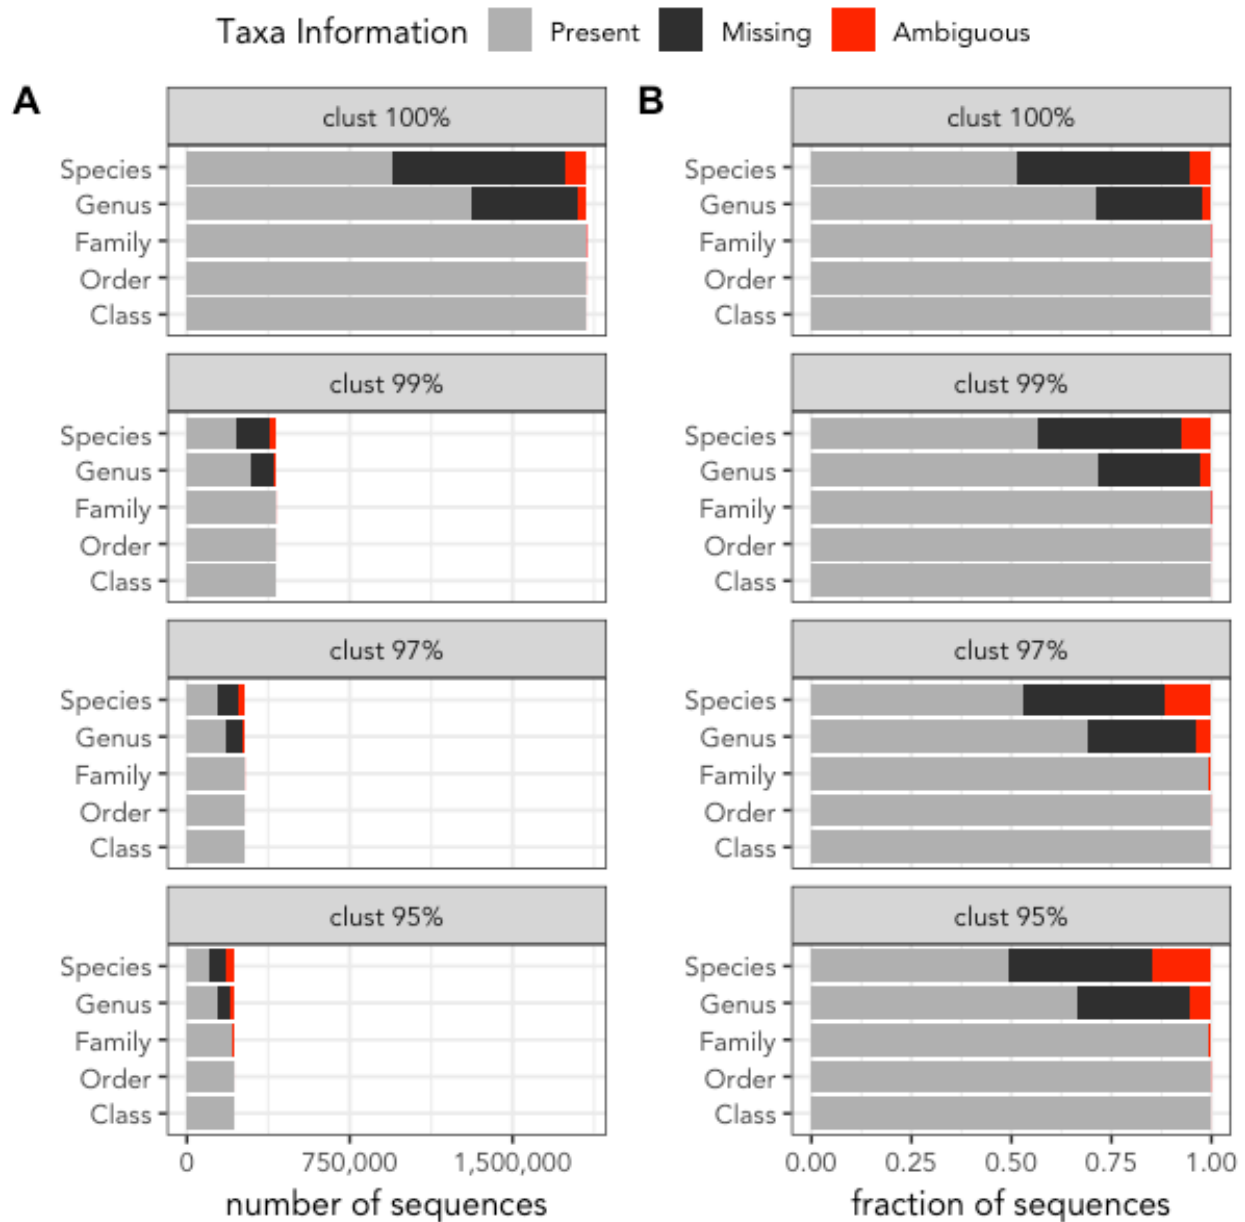 Taxa Information Present Missing Ambiguous
A
clust 100%
Species
Genus
Family
Order
Class
clust 99%
Species
Genus
Family
Order
Class
clust 97%
Species
Genus
Family
Order
Class
clust 95%
Species
Genus
Family
Order
Class
0 750,000 1,500,000
number of sequences
B
clust 100%
Species
Genus
Family
Order
Class
clust 99%
Species
Genus
Family
Order
Class
clust 97%
Species
Genus
Family
Order
Class
clust 95%
Species
Genus
Family
Order
Class
0.00 0.25 0.50 0.75 1.00
fraction of sequences